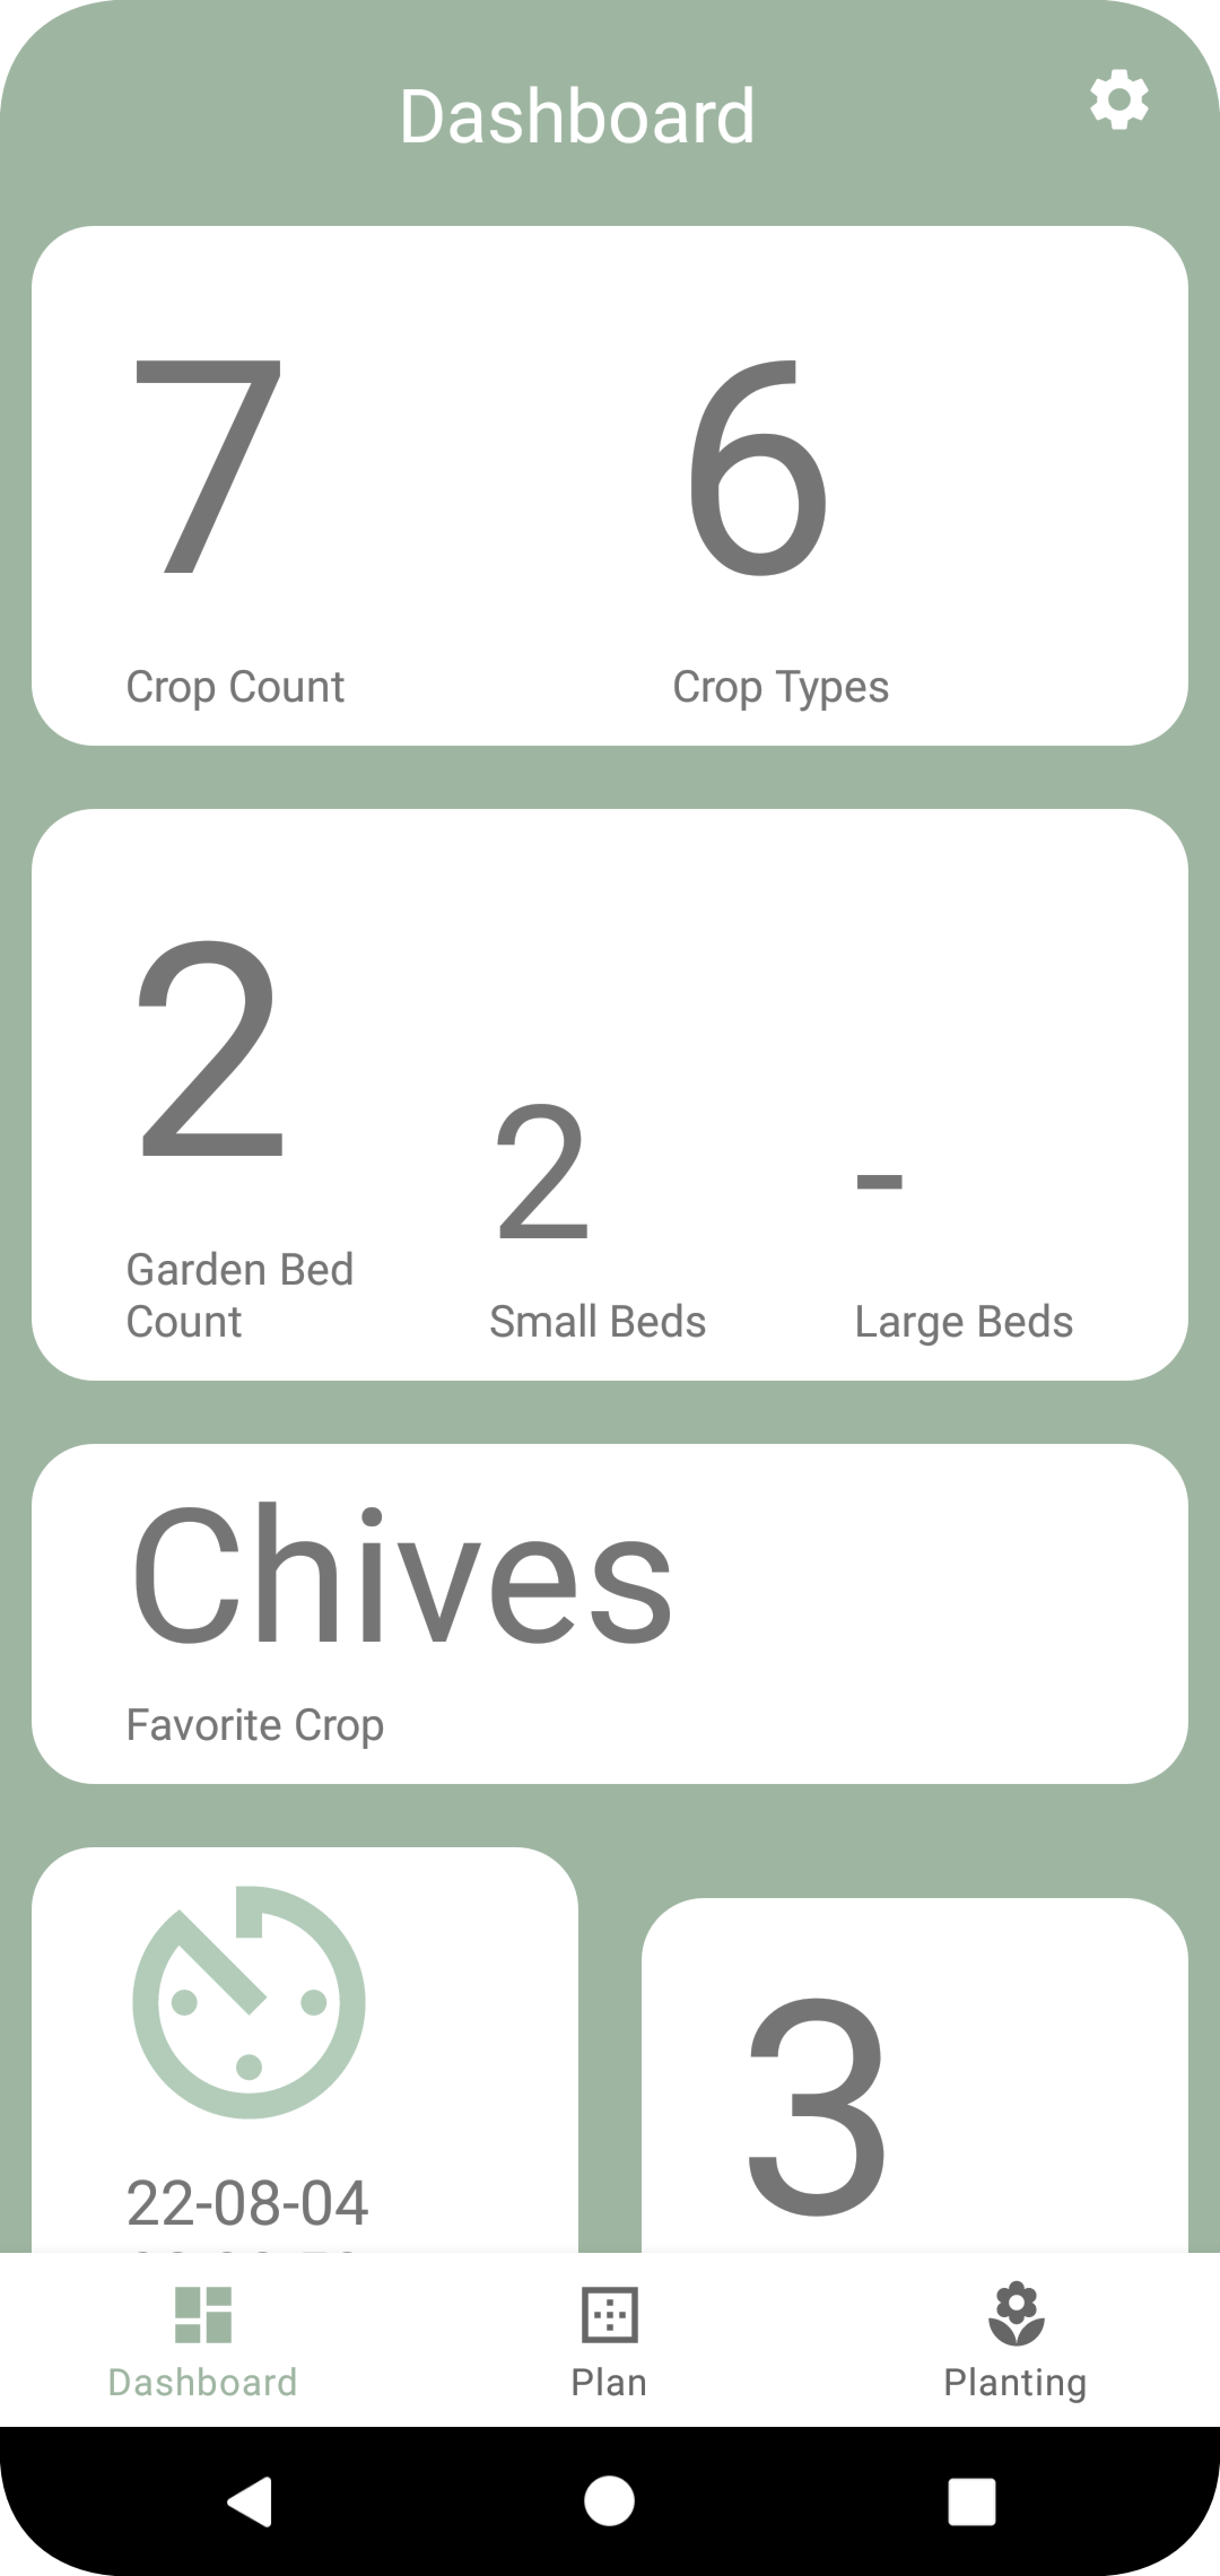 Dashboard
7
6
Crop Count
Crop Types
2
2
-
Garden Bed
Count
Small Beds
Large Beds
Chives
Favorite Crop
3
22-08-04
Dashboard
Plan
Planting